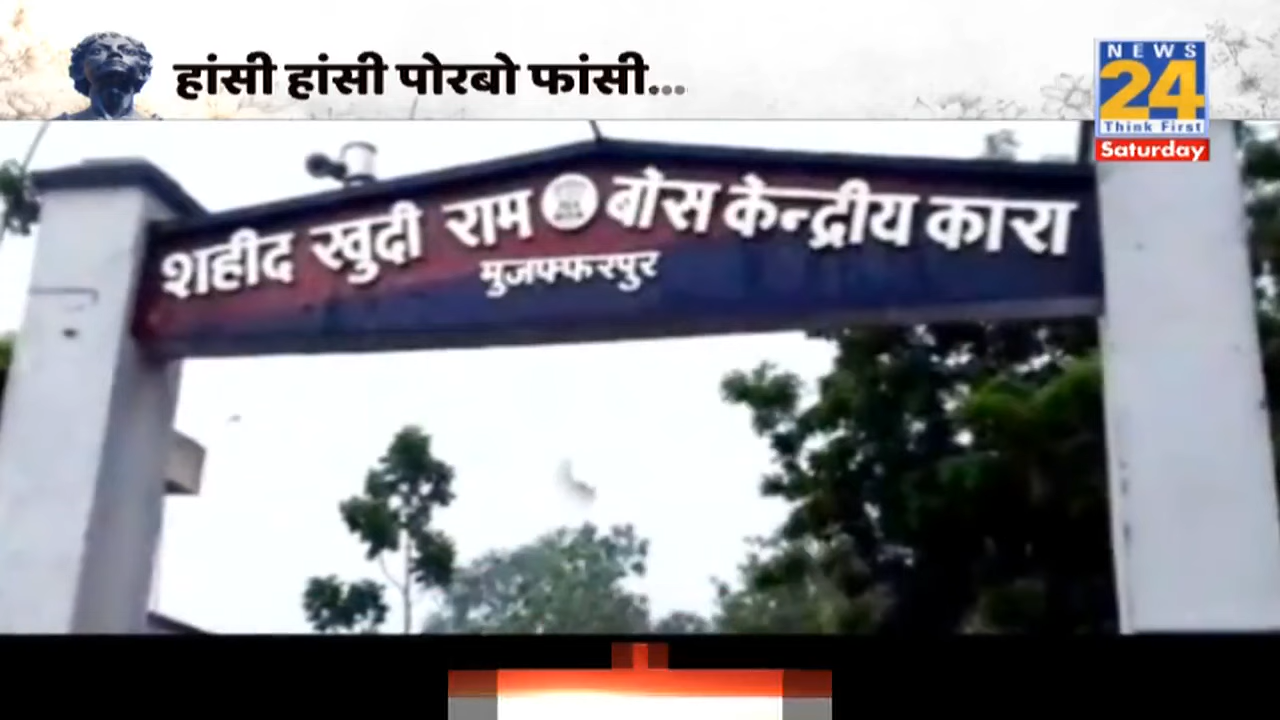 हांसी हांसी पोरबो फांसी...
NEWS
24
Think First
Saturday
शहीद खुदी राम बोस केन्द्रीय कारा
मुजफ्फरपुर